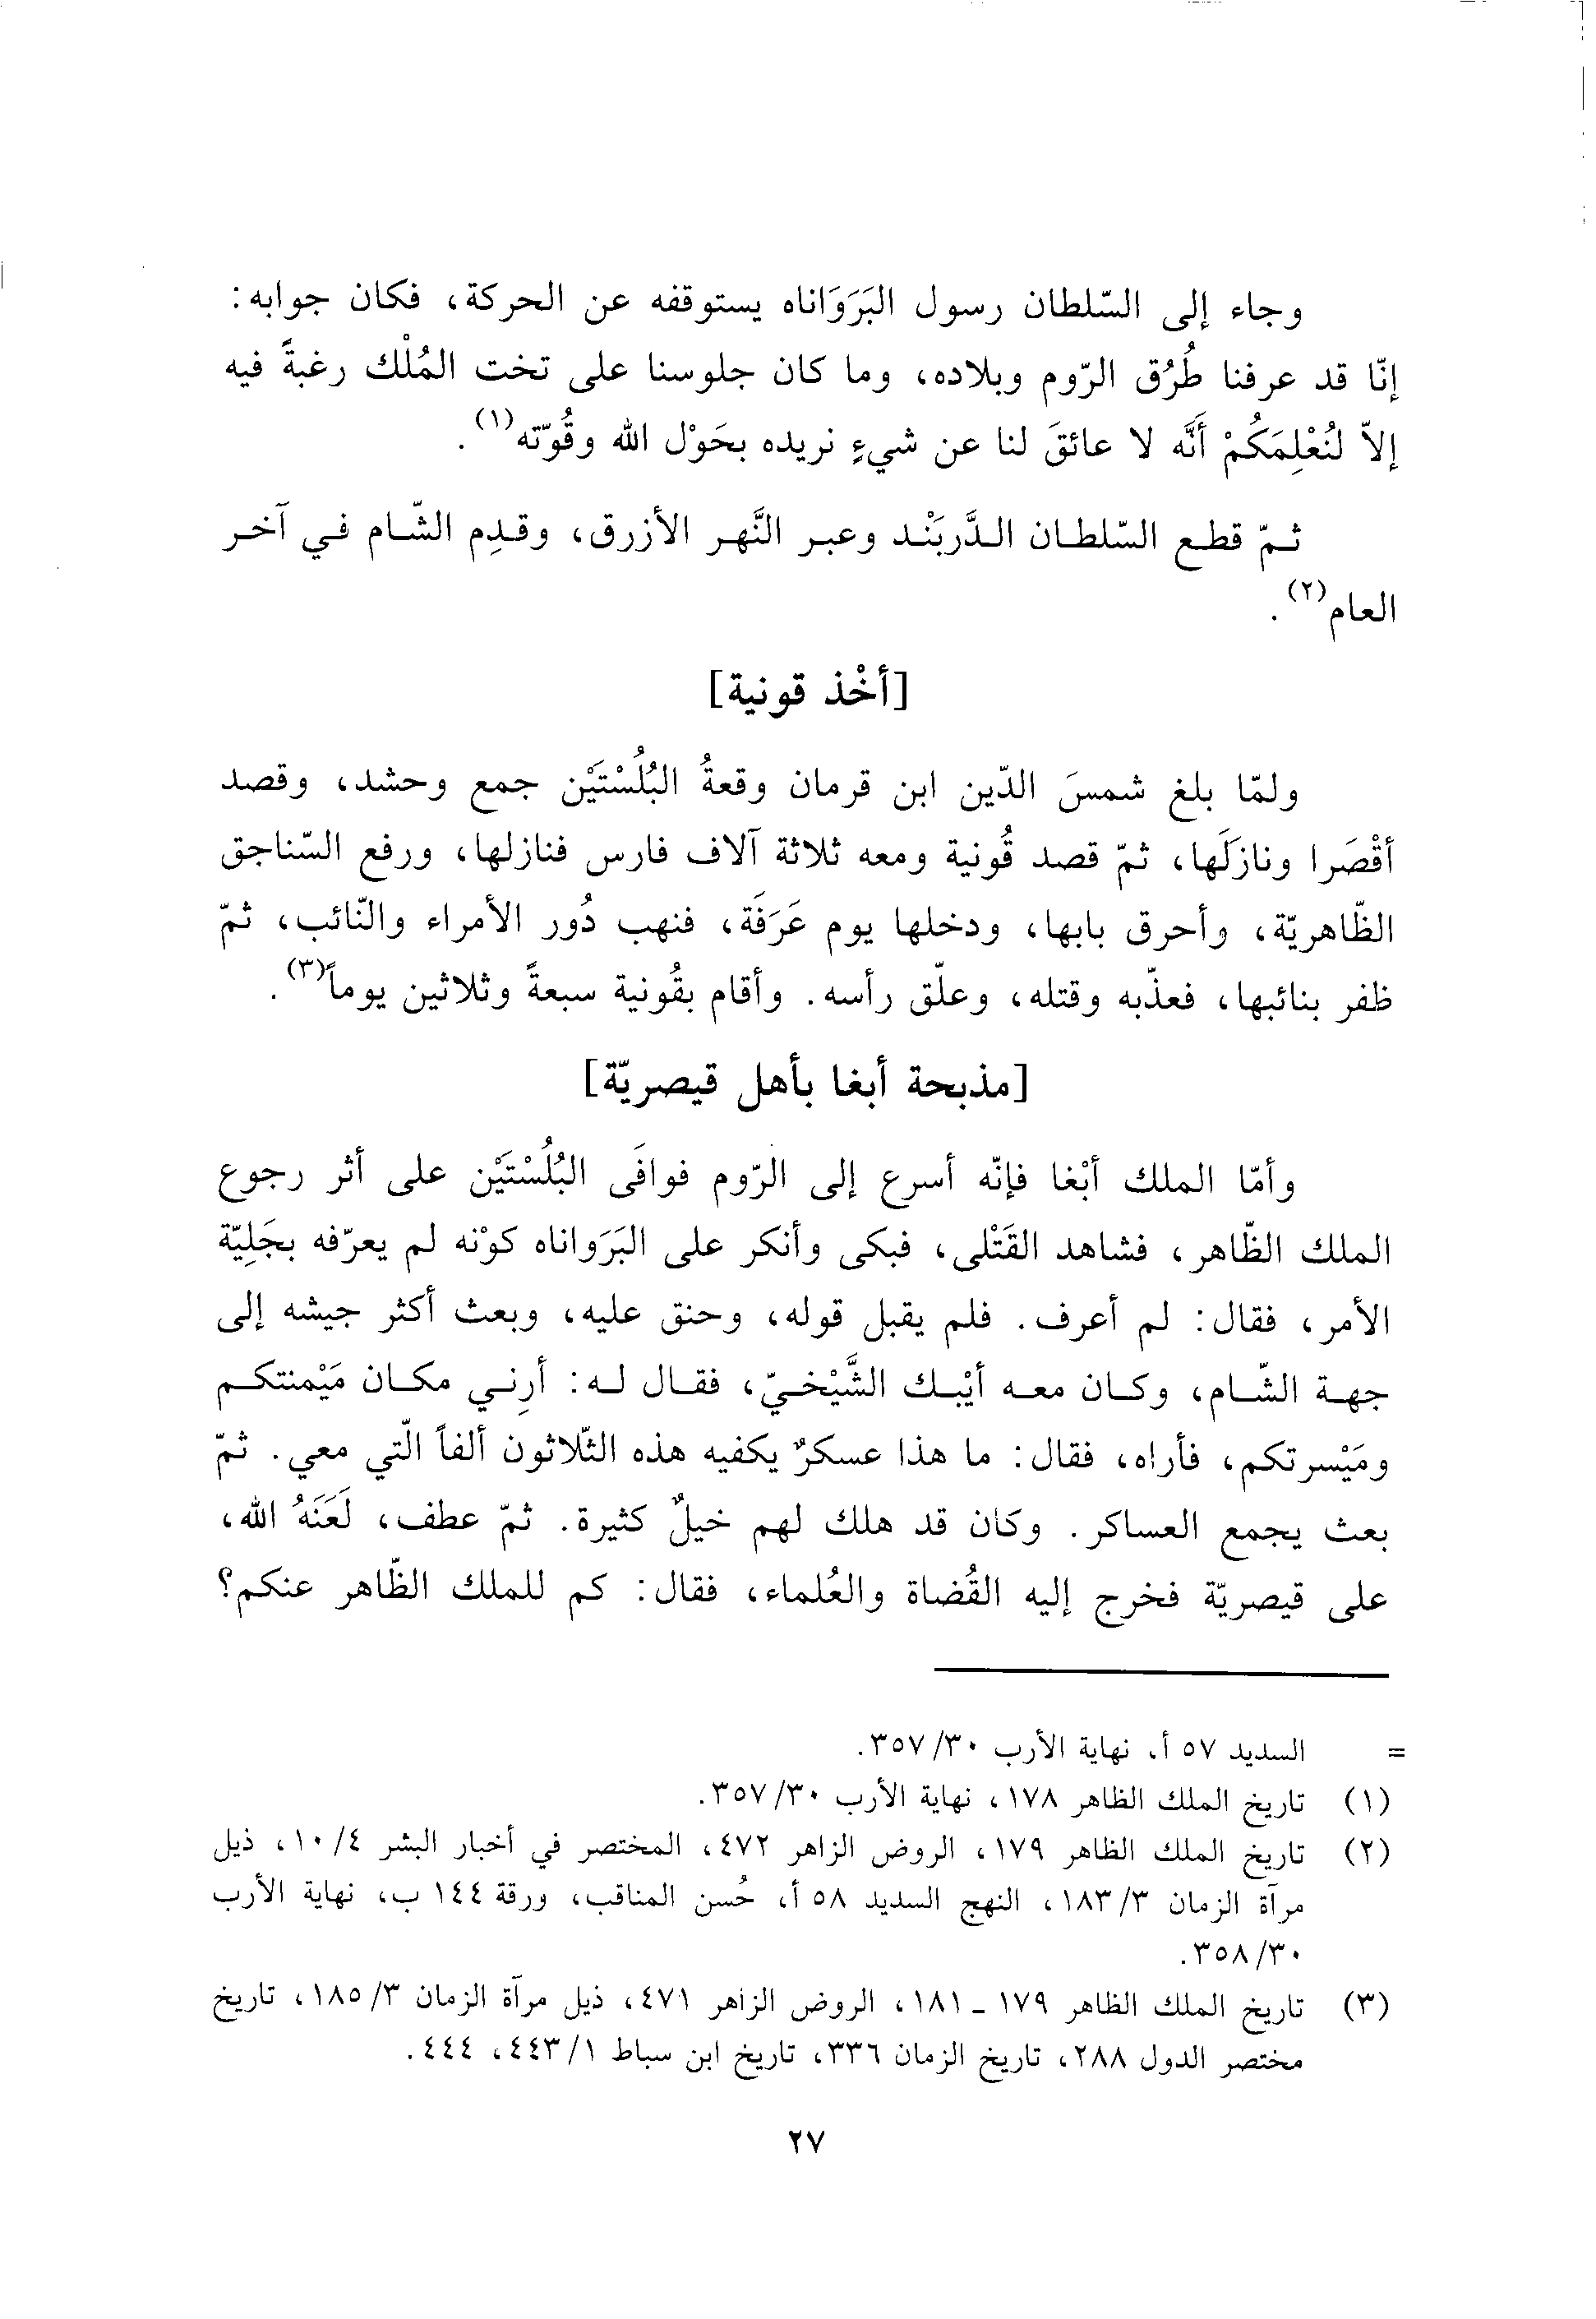 وجاء إلى السّلطان رسول البَرَوَاناه يستوقفه عن الحركة، فكان جوابه:
إنّا قد عرفنا طُرُق الرّوم وبلاده، وما كان جلوسنا على تخت المُلْك رغبةً فيه
إلاّ لنُعْلِمَكُمْ أَنَّه لا عائقَ لنا عن شيءٍ نريده بحَوْل الله وقُوّته(١).
ثـمّ قطـع السّلطـان الـدَّربَنْـد وعبـر النَّهـر الأزرق، وقـدِم الشّـام فـي آخـر
العام(٢).
[أخْذ قونية]
ولمّا بلغ شمسَ الدّين ابن قرمان وقعةُ البُلُسْتَيْن جمع وحشد، وقصد
أقْصَرا ونازَلَها، ثمّ قصد قُونية ومعه ثلاثة آلاف فارس فنازلها، ورفع السّناجق
الظّاهريّة، وأحرق بابها، ودخلها يوم عَرَفَة، فنهب دُور الأمراء والنّائب، ثمّ
ظفر بنائبها، فعذّبه وقتله، وعلّق رأسه. وأقام بقُونية سبعةً وثلاثين يوماً(٣).
[مذبحة أبغا بأهل قيصريّة]
وأمّا الملك أبْغا فإنّه أسرع إلى الرّوم فوافَى البُلُسْتَيْن على أثر رجوع
الملك الظّاهر، فشاهد القَتْلى، فبكى وأنكر على البَرَواناه كوْنه لم يعرّفه بجَلِيّة
الأمر، فقال: لم أعرف. فلم يقبل قوله، وحنق عليه، وبعث أكثر جيشه إلى
جهـة الشّـام، وكـان معـه أيْبـك الشَّيْخـيّ، فقـال لـه: أرِنـي مكـان مَيْمنتكـم
ومَيْسرتكم، فأراه، فقال: ما هذا عسكرٌ يكفيه هذه الثّلاثون ألفاً الّتي معي. ثمّ
بعث يجمع العساكر. وكان قد هلك لهم خيلٌ كثيرة. ثمّ عطف، لَعَنَهُ الله،
على قيصريّة فخرج إليه القُضاة والعُلماء، فقال: كم للملك الظّاهر عنكم؟
= السديد ٥٧ أ، نهاية الأرب ٣٥٧/٣٠.
(١) تاريخ الملك الظاهر ١٧٨، نهاية الأرب ٣٥٧/٣٠.
(٢) تاريخ الملك الظاهر ١٧٩، الروض الزاهر ٤٧٢، المختصر في أخبار البشر ١٠/٤، ذيل
مرآة الزمان ١٨٣/٣، النهج السديد ٥٨ أ، حُسن المناقب، ورقة ١٤٤ ب، نهاية الأرب
٣٥٨/٣٠.
(٣) تاريخ الملك الظاهر ١٧٩ ـ ١٨١، الروض الزاهر ٤٧١، ذيل مرآة الزمان ١٨٥/٣، تاريخ
مختصر الدول ٢٨٨، تاريخ الزمان ٣٣٦، تاريخ ابن سباط ٤٤٣/١، ٤٤٤.
٢٧